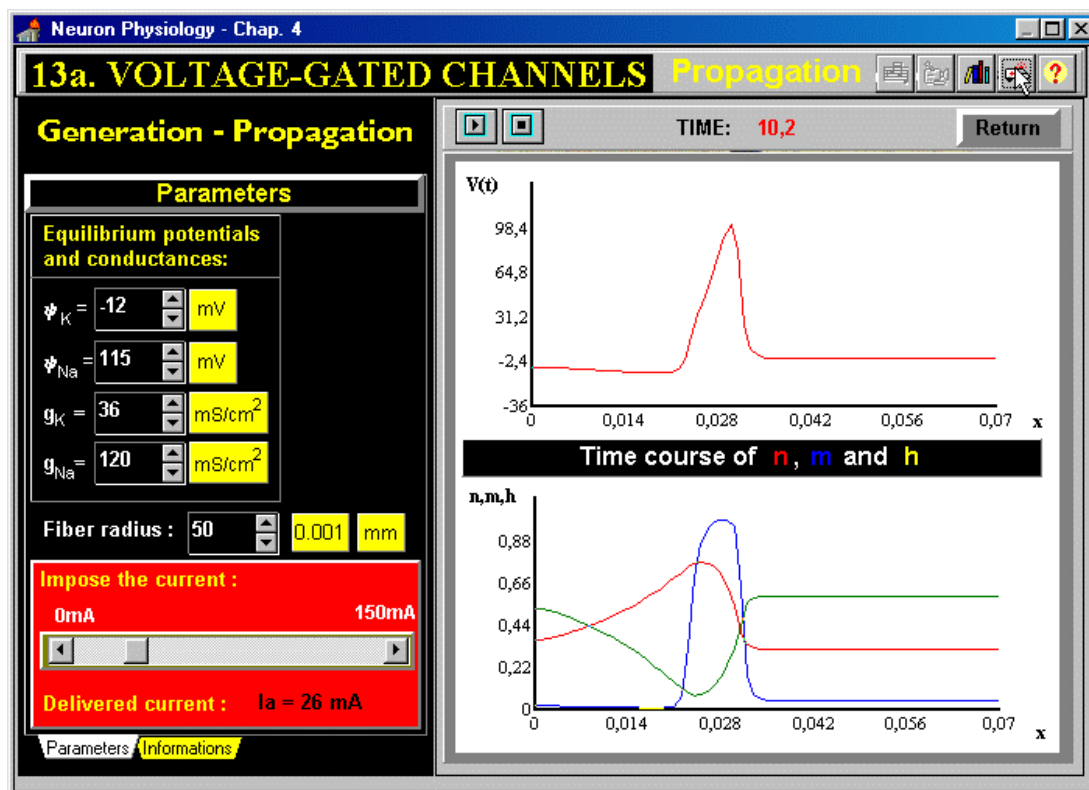 Neuron Physiology - Chap. 4
13a. VOLTAGE-GATED CHANNELS Propagation
?
Generation - Propagation
Parameters
Equilibrium potentials
and conductances:
ψK = -12 mV
ψNa = 115 mV
gK = 36 mS/cm²
gNa = 120 mS/cm²
Fiber radius : 50 0.001 mm
Impose the current :
0mA 150mA
Delivered current : Ia = 26 mA
Parameters Informations
TIME: 10,2 Return
V(t)
98,4
64,8
31,2
-2,4
-36
0 0,014 0,028 0,042 0,056 0,07 x
Time course of n, m and h
n,m,h
0,88
0,66
0,44
0,22
0
0 0,014 0,028 0,042 0,056 0,07 x